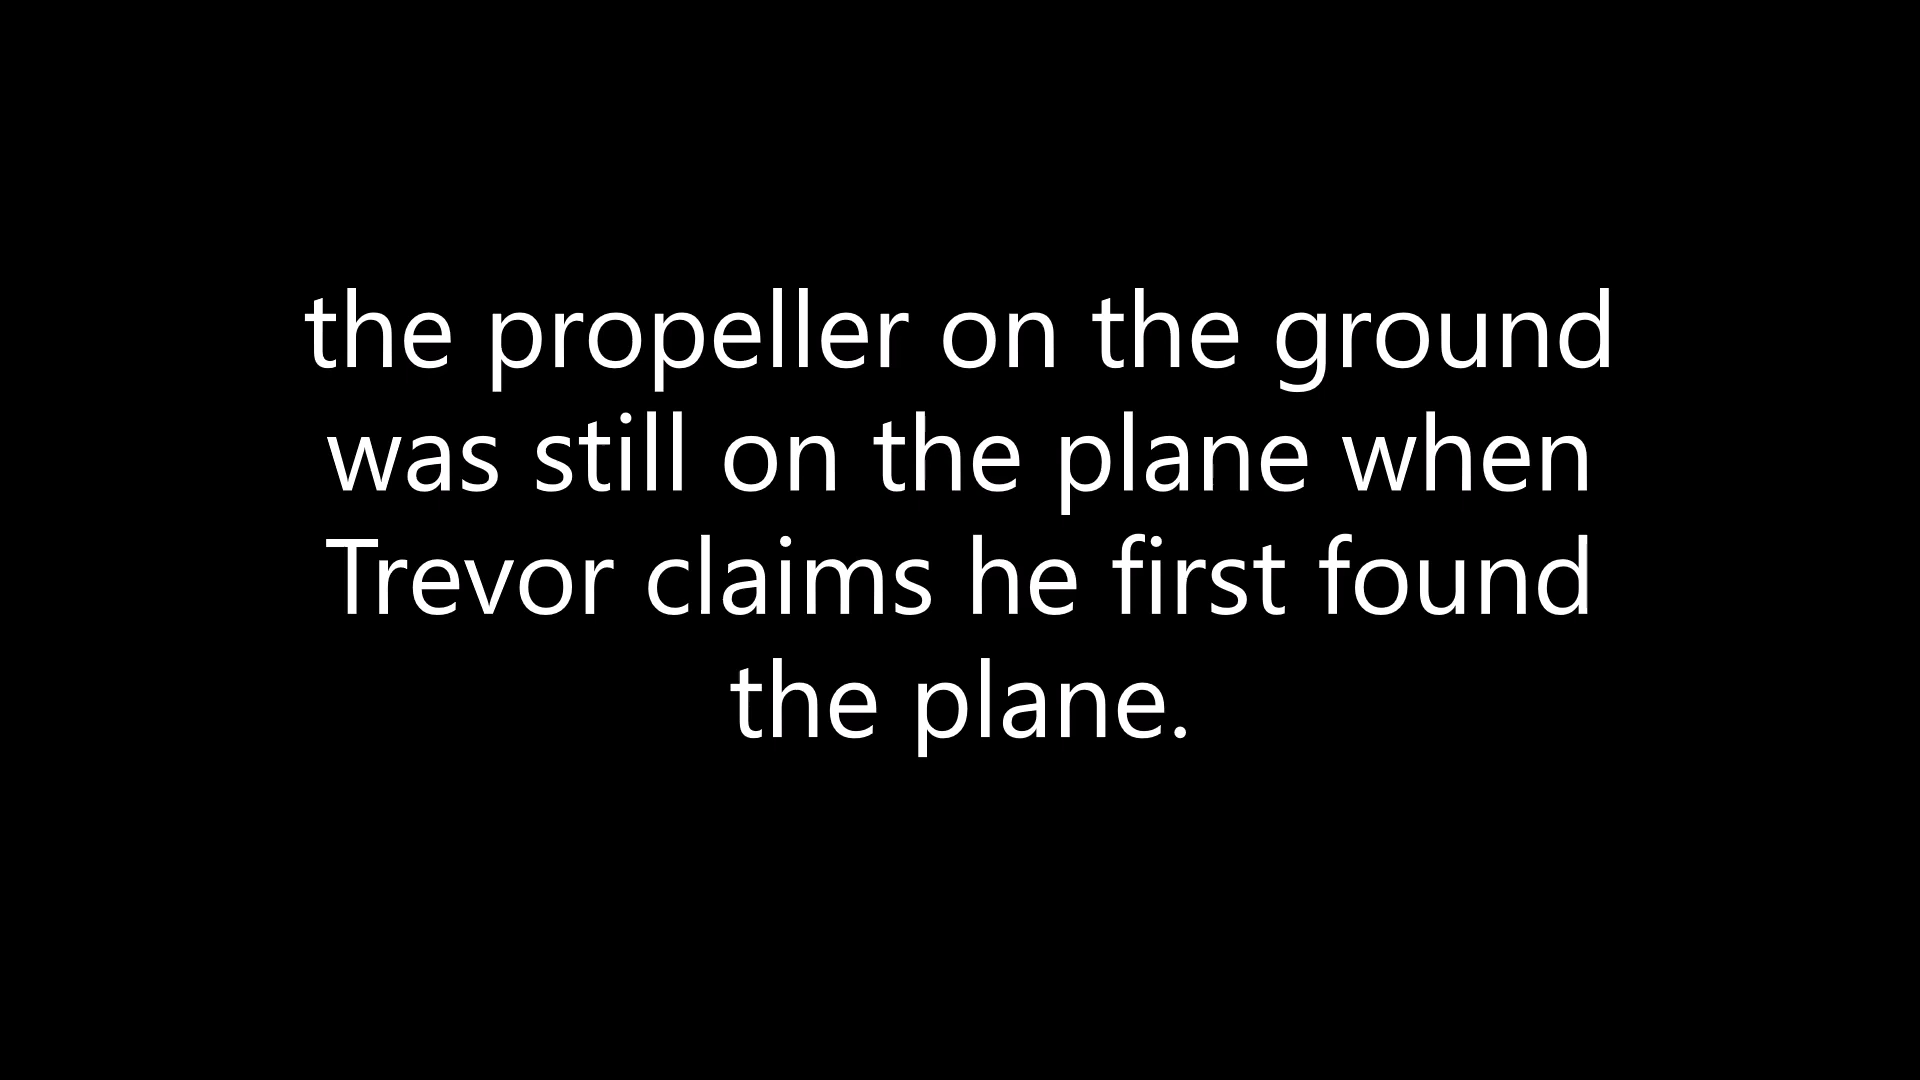 the propeller on the ground
was still on the plane when
Trevor claims he first found
the plane.